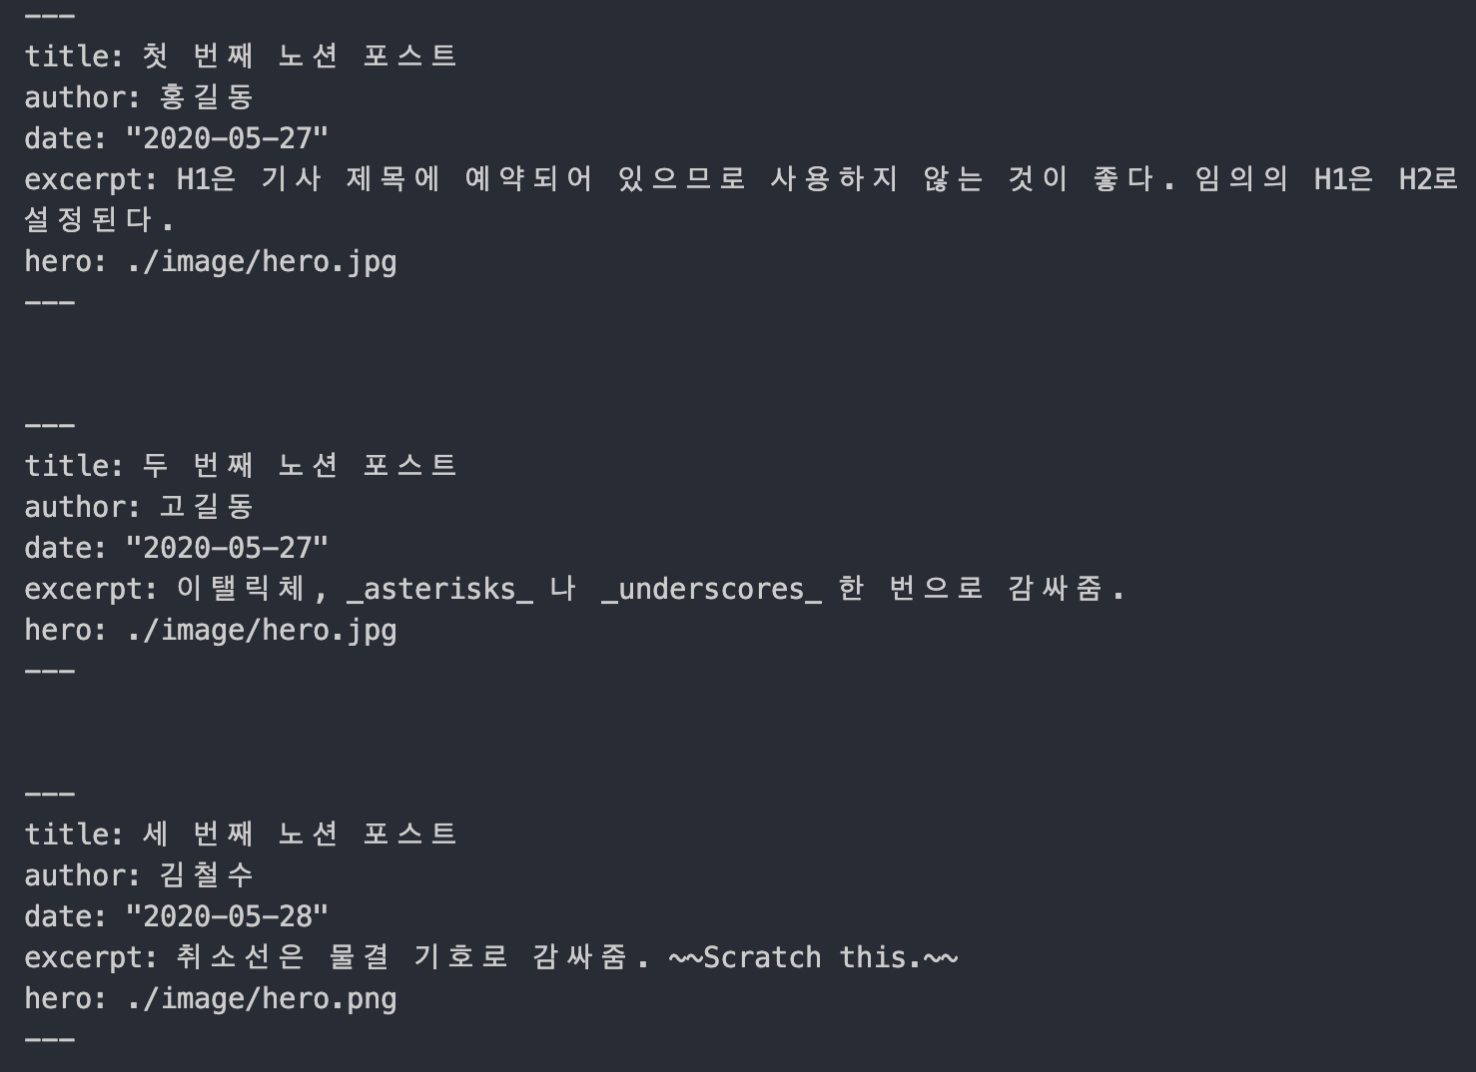 ---
title: 첫 번째 노션 포스트
author: 홍길동
date: "2020-05-27"
excerpt: H1은 기사 제목에 예약되어 있으므로 사용하지 않는 것이 좋다. 임의의 H1은 H2로
설정된다.
hero: ./image/hero.jpg
---
---
title: 두 번째 노션 포스트
author: 고길동
date: "2020-05-27"
excerpt: 이탤릭체, _asterisks_ 나 _underscores_ 한 번으로 감싸줌.
hero: ./image/hero.jpg
---
---
title: 세 번째 노션 포스트
author: 김철수
date: "2020-05-28"
excerpt: 취소선은 물결 기호로 감싸줌. ~~Scratch this.~~
hero: ./image/hero.png
---